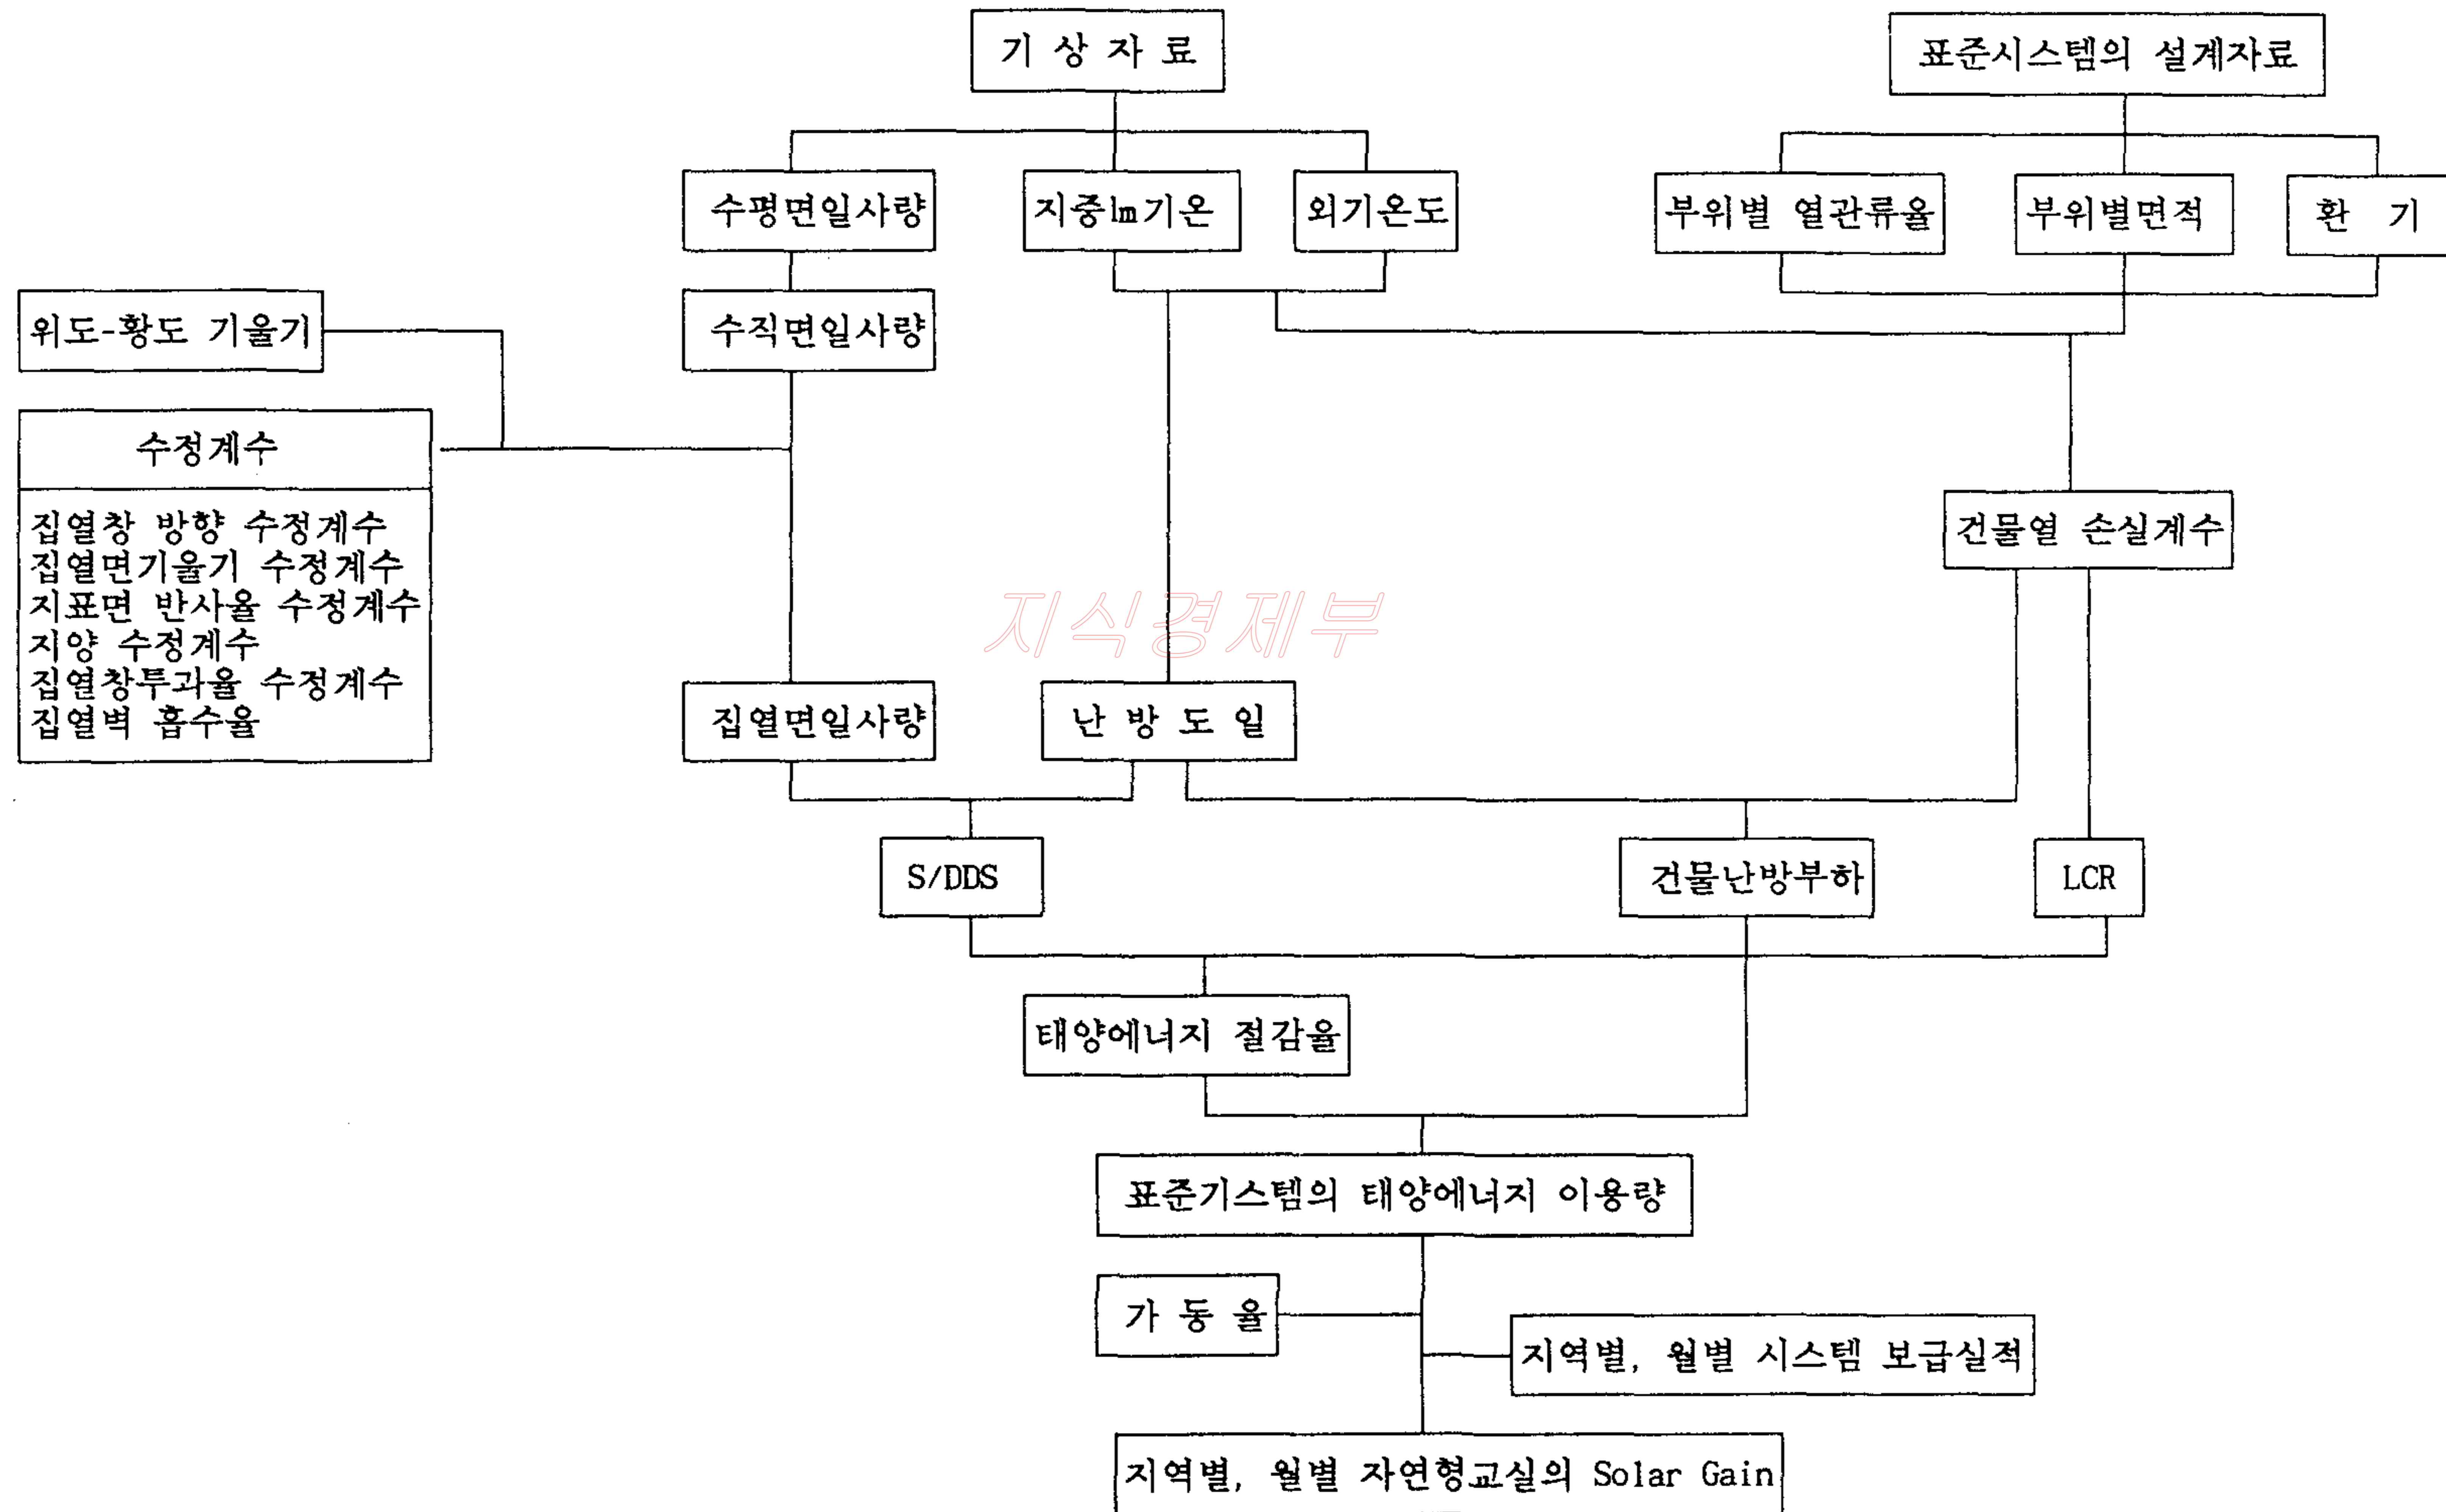 기 상 자 료
표준시스템의 설계자료
수평면일사량
지중1m기온
외기온도
부위별 열관류율
부위별면적
환 기
위도-황도 기울기
수직면일사량
수정계수
집열창 방향 수정계수
집열면기울기 수정계수
지표면 반사율 수정계수
지양 수정계수
집열창투과율 수정계수
집열벽 흡수율
건물열 손실계수
지식경제부
집열면일사량
난 방 도 일
S/DDS
건물난방부하
LCR
태양에너지 절감율
표준기스템의 태양에너지 이용량
가 동 율
지역별, 월별 시스템 보급실적
지역별, 월별 자연형교실의 Solar Gain